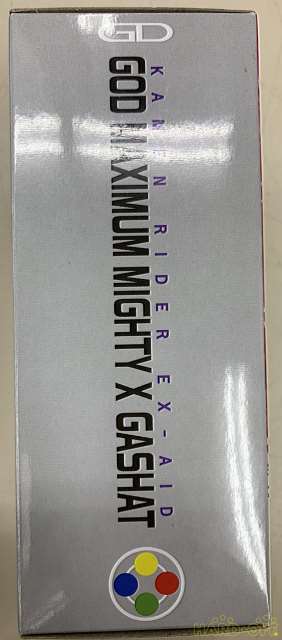 GD
KAMEN RIDER EX-AID
GOD MAXIMUM MIGHTY X GASHAT